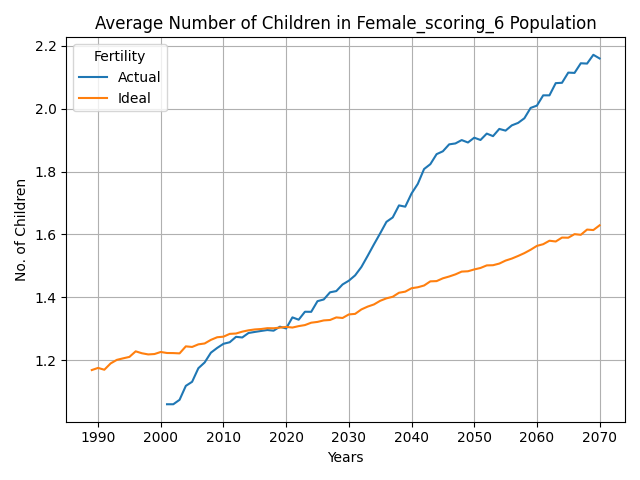 Average Number of Children in Female_scoring_6 Population
Fertility
Actual
Ideal
No. of Children
2.2
2.0
1.8
1.6
1.4
1.2
1990 2000 2010 2020 2030 2040 2050 2060 2070
Years